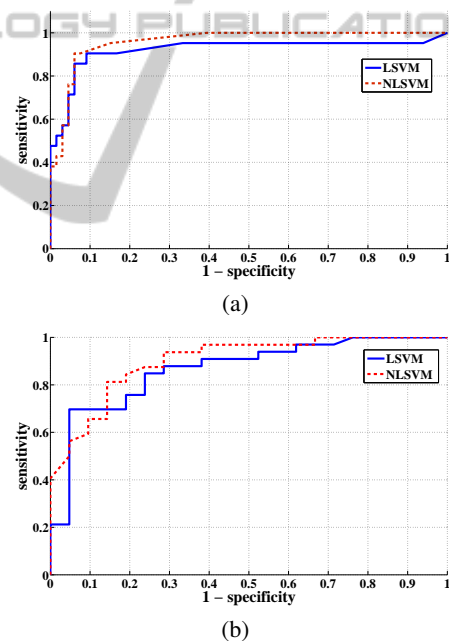 LOGY PUBLICATION
1
0.8
0.6
0.4
0.2
0
sensitivity
LSVM
NLSVM
0 0.1 0.2 0.3 0.4 0.5 0.6 0.7 0.8 0.9 1
1 − specificity
(a)
1
0.8
0.6
0.4
0.2
0
sensitivity
LSVM
NLSVM
0 0.1 0.2 0.3 0.4 0.5 0.6 0.7 0.8 0.9 1
1 − specificity
(b)